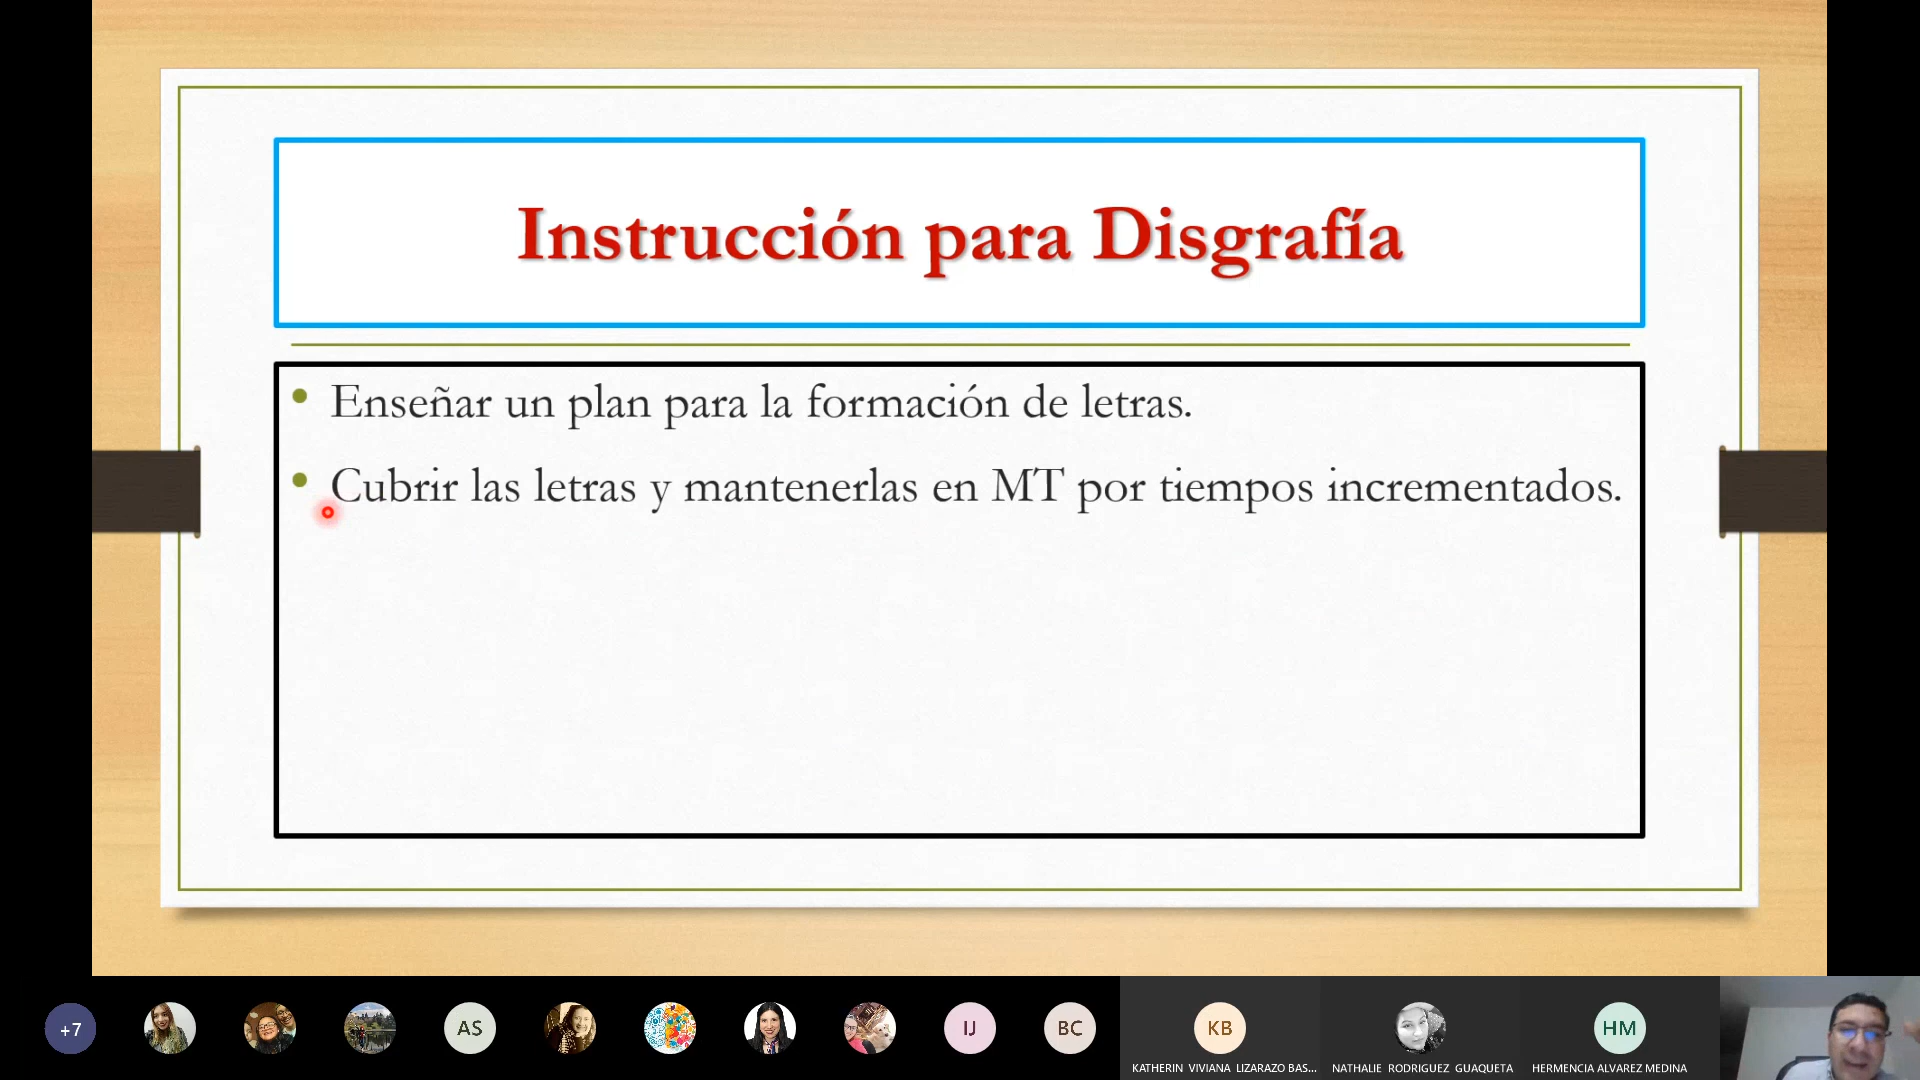 Instrucción para Disgrafía
• Enseñar un plan para la formación de letras.
• Cubrir las letras y mantenerlas en MT por tiempos incrementados.
+7
AS
IJ
BC
KB
HM
KATHERIN VIVIANA LIZARAZO BAS...
NATHALIE RODRIGUEZ GUAQUETA
HERMENCIA ALVAREZ MEDINA